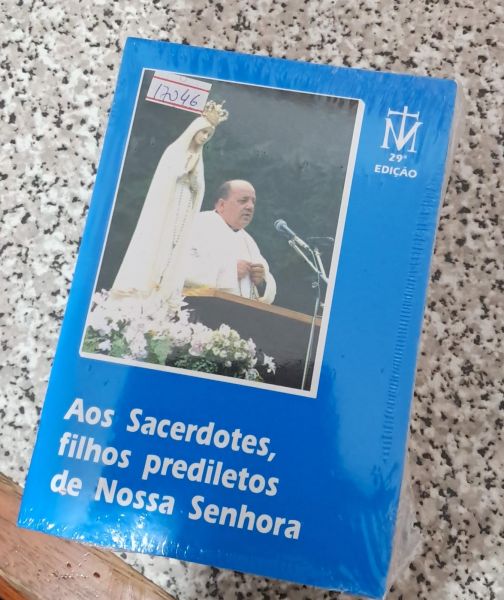 17046
29ª
EDIÇÃO
Aos Sacerdotes,
filhos prediletos
de Nossa Senhora